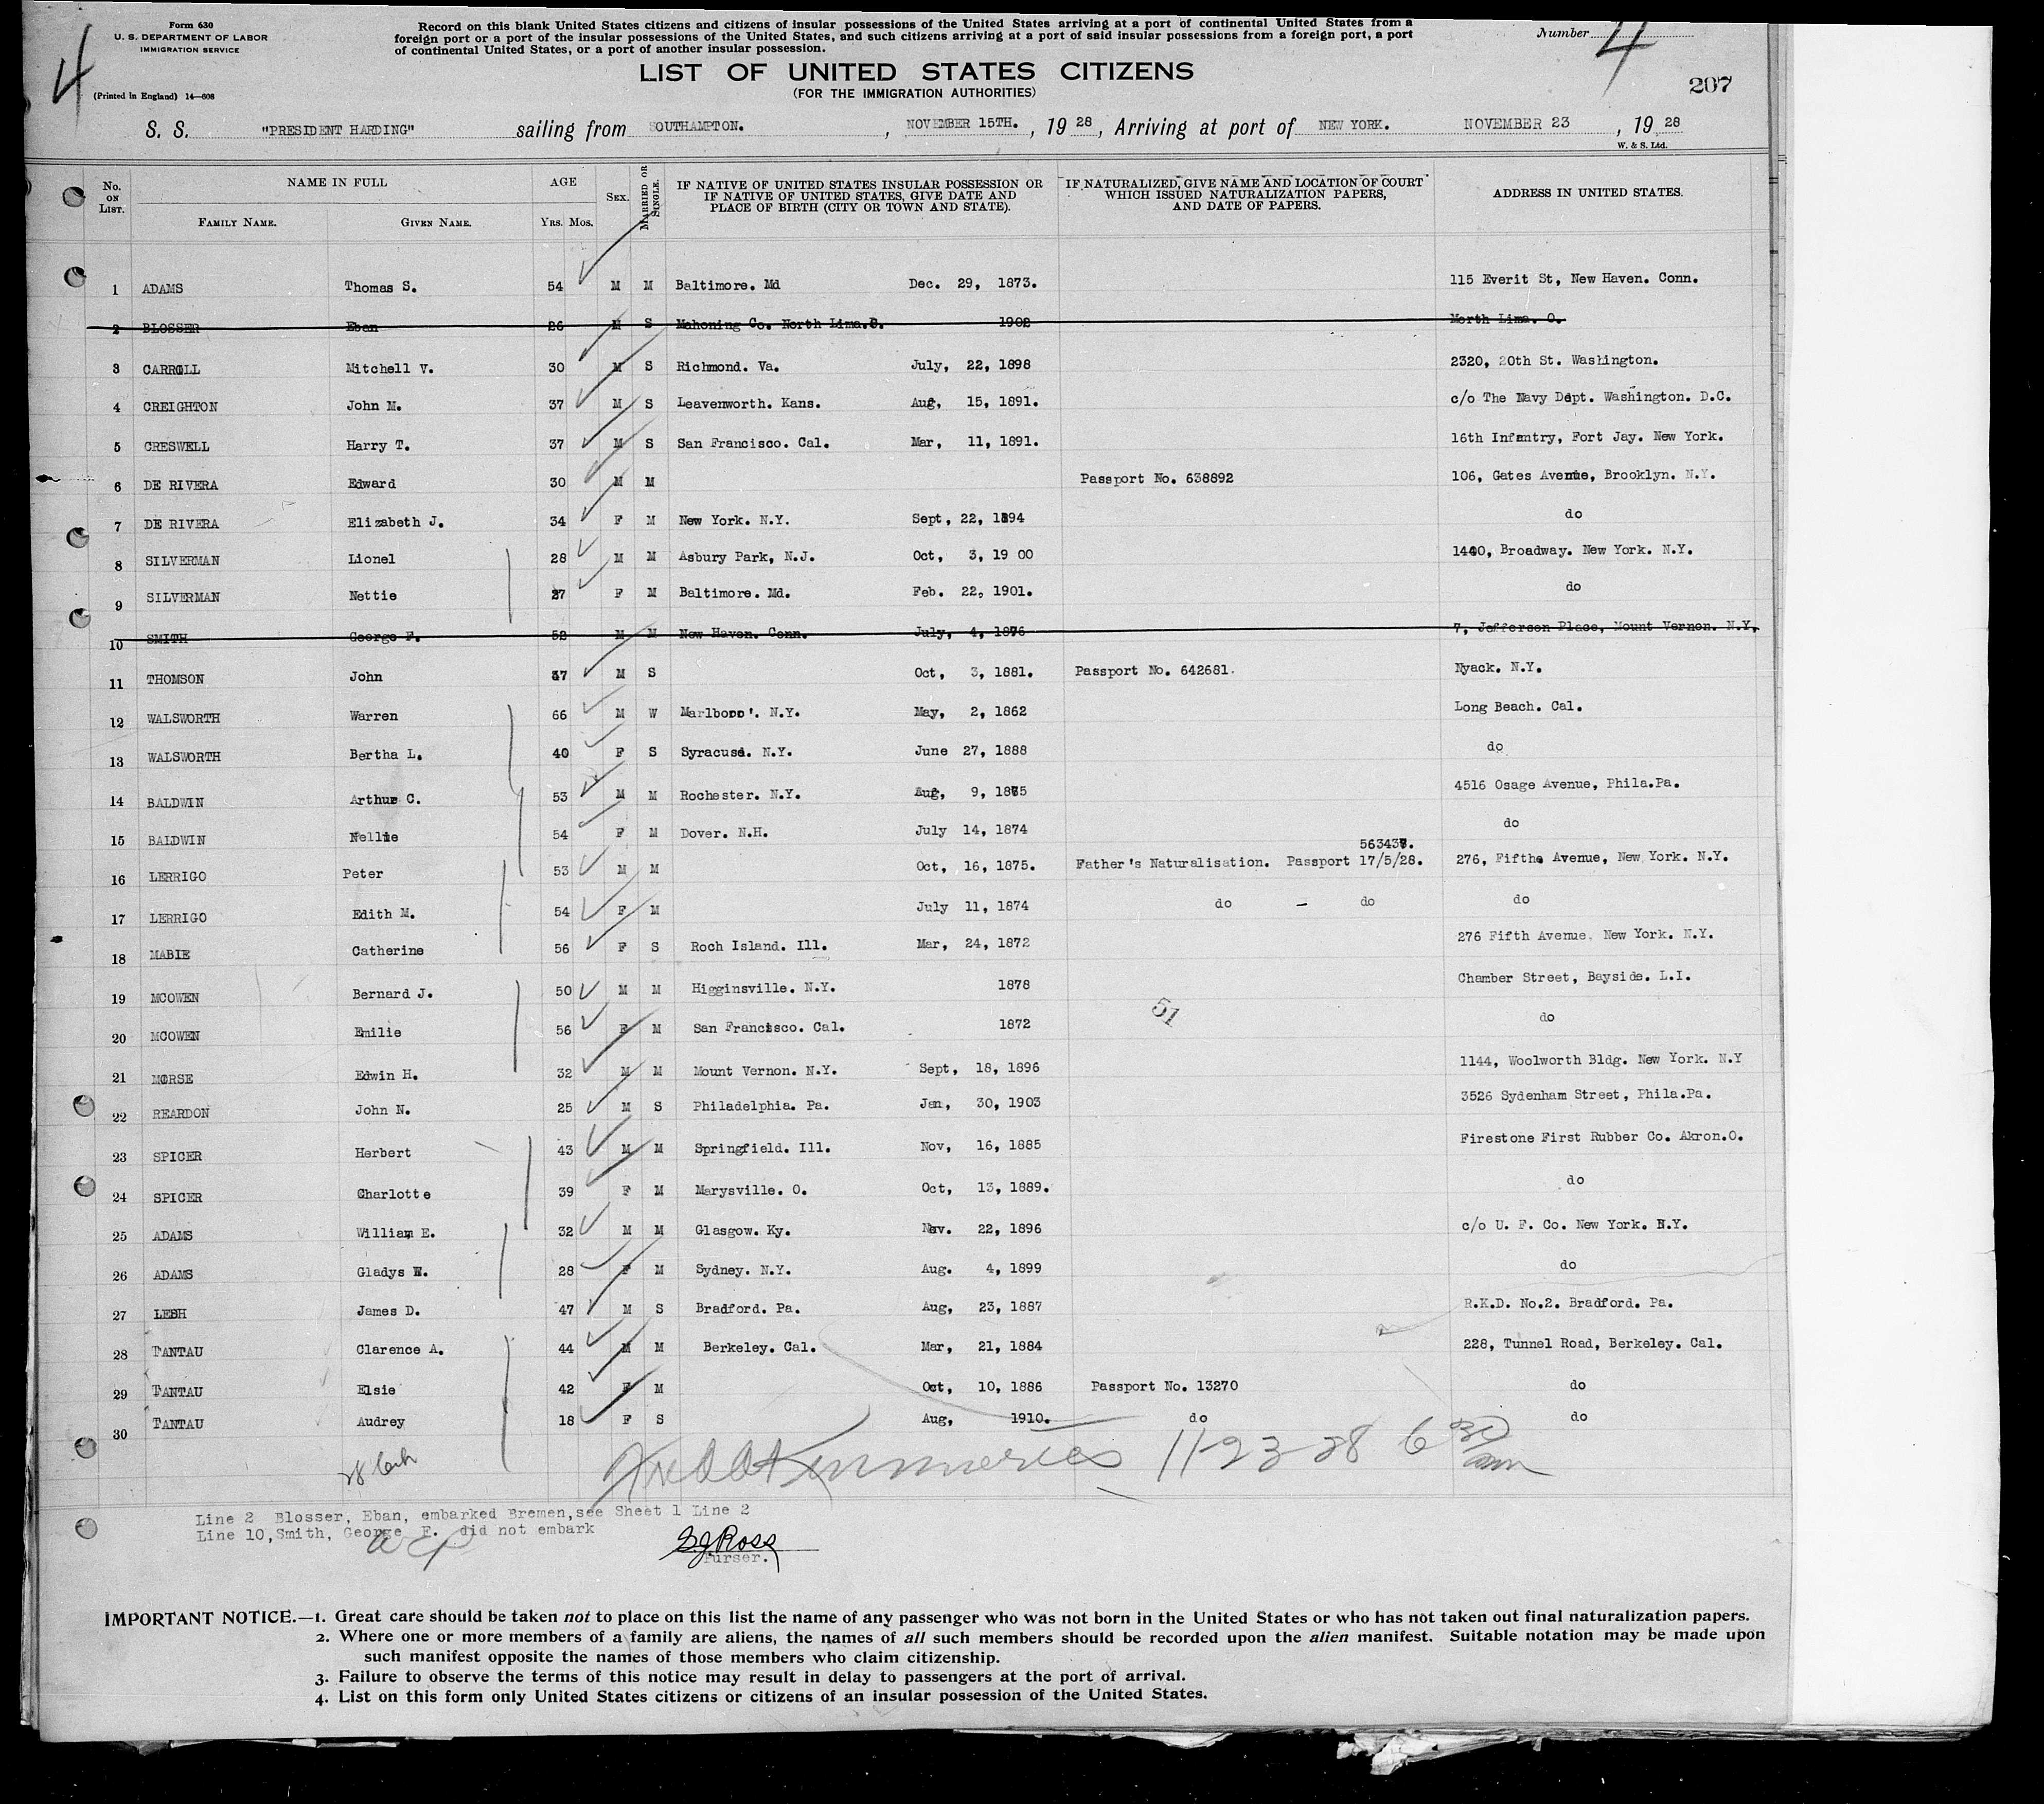 4
Form 630
U. S. DEPARTMENT OF LABOR
IMMIGRATION SERVICE
(Printed in England) 14—608
Record on this blank United States citizens and citizens of insular possessions of the United States arriving at a port of continental United States from a
foreign port or a port of the insular possessions of the United States, and such citizens arriving at a port of said insular possessions from a foreign port, a port
of continental United States, or a port of another insular possession.
Number 4
LIST OF UNITED STATES CITIZENS
(FOR THE IMMIGRATION AUTHORITIES)
207
S. S. "PRESIDENT HARDING" sailing from SOUTHAMPTON. , NOVEMBER 15TH. , 19 28 , Arriving at port of NEW YORK. NOVEMBER 23 , 19 28
W. & S. Ltd.
No. ON LIST. NAME IN FULL AGE SEX. MARRIED OR SINGLE. IF NATIVE OF UNITED STATES INSULAR POSSESSION OR IF NATIVE OF UNITED STATES, GIVE DATE AND PLACE OF BIRTH (CITY OR TOWN AND STATE). IF NATURALIZED, GIVE NAME AND LOCATION OF COURT WHICH ISSUED NATURALIZATION PAPERS, AND DATE OF PAPERS. ADDRESS IN UNITED STATES.
FAMILY NAME. GIVEN NAME. YRS. MOS.
1 ADAMS Thomas S. 54 M M Baltimore. Md Dec. 29, 1873. 115 Everit St, New Haven. Conn.
2 BLOSSER Eban 26 M S Mahoning Co. North Lima.O. 1902 North Lima. O.
3 CARROLL Mitchell V. 30 M S Richmond. Va. July, 22, 1898 2320, 20th St. Washington.
4 CREIGHTON John M. 37 M S Leavenworth. Kans. Aug, 15, 1891. c/o The Navy Dept. Washington. D.C.
5 CRESWELL Harry T. 37 M S San Francisco. Cal. Mar, 11, 1891. 16th Infantry, Fort Jay. New York.
6 DE RIVERA Edward 30 M M Passport No. 638892 106, Gates Avenue, Brooklyn. N.Y.
7 DE RIVERA Elizabeth J. 34 F M New York. N.Y. Sept, 22, 1894 do
8 SILVERMAN Lionel 28 M M Asbury Park, N.J. Oct, 3, 19 00 1440, Broadway. New York. N.Y.
9 SILVERMAN Nettie 27 F M Baltimore. Md. Feb. 22, 1901. do
10 SMITH George F. 52 M M New Haven. Conn. July, 4, 1876 7, Jefferson Place, Mount Vernon. N.Y.
11 THOMSON John 47 M S Oct, 3, 1881. Passport No. 642681. Nyack. N.Y.
12 WALSWORTH Warren 66 M W Marlboro'. N.Y. May, 2, 1862 Long Beach. Cal.
13 WALSWORTH Bertha L. 40 F S Syracuse. N.Y. June 27, 1888 do
14 BALDWIN Arthur C. 53 M M Rochester. N.Y. Aug, 9, 1875 4516 Osage Avenue, Phila.Pa.
15 BALDWIN Nellie 54 F M Dover. N.H. July 14, 1874 do
16 LERRIGO Peter 53 M M Oct, 16, 1875. Father's Naturalisation. Passport 17/5/28. 276, Fifth Avenue, New York. N.Y.
17 LERRIGO Edith M. 54 F M July 11, 1874 do — do do
18 MABIE Catherine 56 F S Roch Island. Ill. Mar, 24, 1872 276 Fifth Avenue. New York. N.Y.
19 MCOWEN Bernard J. 50 M M Higginsville. N.Y. 1878 Chamber Street, Bayside. L.I.
51
20 MCOWEN Emilie 56 F M San Francisco. Cal. 1872 do
21 MORSE Edwin H. 32 M M Mount Vernon. N.Y. Sept, 18, 1896 1144, Woolworth Bldg. New York. N.Y
22 REARDON John N. 25 M S Philadelphia. Pa. Jan, 30, 1903 3526 Sydenham Street, Phila.Pa.
23 SPICER Herbert 43 M M Springfield. Ill. Nov, 16, 1885 Firestone First Rubber Co. Akron.O.
24 SPICER Charlotte 39 F M Marysville. O. Oct, 13, 1889. do
25 ADAMS William E. 32 M M Glasgow. Ky. Nov. 22, 1896 c/o U. F. Co. New York. N.Y.
26 ADAMS Gladys 28 F M Sydney. N.Y. Aug. 4, 1899 do
27 James D. 47 M S Bradford. Pa. Aug, 23, 1887 R.K.D. No.2. Bradford. Pa.
28 TANTAU Clarence A. 44 M M Berkeley. Cal. Mar, 21, 1884 228, Tunnel Road, Berkeley. Cal.
29 TANTAU Elsie 42 F M Oct, 10, 1886 Passport No. 13270 do
30 TANTAU Audrey 18 F S Aug, 1910. do do
11-23-28 6 30 am
Line 2 Blosser, Eban, embarked Bremen, see Sheet 1 Line 2
Line 10, Smith, George F. did not embark
Ross
Purser.
IMPORTANT NOTICE.—1. Great care should be taken not to place on this list the name of any passenger who was not born in the United States or who has not taken out final naturalization papers.
2. Where one or more members of a family are aliens, the names of all such members should be recorded upon the alien manifest. Suitable notation may be made upon
such manifest opposite the names of those members who claim citizenship.
3. Failure to observe the terms of this notice may result in delay to passengers at the port of arrival.
4. List on this form only United States citizens or citizens of an insular possession of the United States.